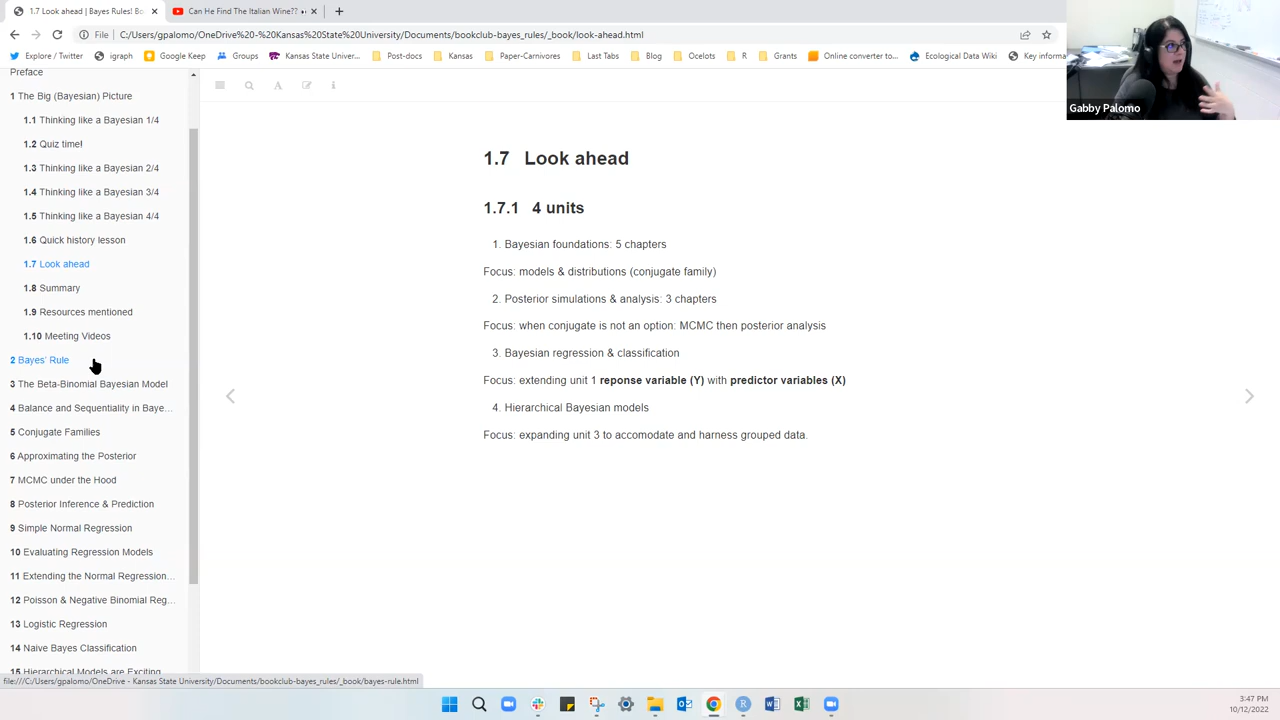 1.7 Look ahead | Bayes Rules! Bo
Can He Find The Italian Wine??
File
C:/Users/gpalomo/OneDrive%20-%20Kansas%20State%20University/Documents/bookclub-bayes_rules/_book/look-ahead.html
Explore / Twitter
igraph
Google Keep
Groups
Kansas State Univer...
Post-docs
Kansas
Paper-Carnivores
Last Tabs
Blog
Ocelots
R
Grants
Online converter to...
Ecological Data Wiki
Key informa
Gabby Palomo
Preface
1 The Big (Bayesian) Picture
1.1 Thinking like a Bayesian 1/4
1.2 Quiz time!
1.3 Thinking like a Bayesian 2/4
1.4 Thinking like a Bayesian 3/4
1.5 Thinking like a Bayesian 4/4
1.6 Quick history lesson
1.7 Look ahead
1.8 Summary
1.9 Resources mentioned
1.10 Meeting Videos
2 Bayes' Rule
3 The Beta-Binomial Bayesian Model
4 Balance and Sequentiality in Baye...
5 Conjugate Families
6 Approximating the Posterior
7 MCMC under the Hood
8 Posterior Inference & Prediction
9 Simple Normal Regression
10 Evaluating Regression Models
11 Extending the Normal Regression...
12 Poisson & Negative Binomial Reg...
13 Logistic Regression
14 Naive Bayes Classification
15 Hierarchical Models are Exciting
1.7 Look ahead
1.7.1 4 units
1. Bayesian foundations: 5 chapters
Focus: models & distributions (conjugate family)
2. Posterior simulations & analysis: 3 chapters
Focus: when conjugate is not an option: MCMC then posterior analysis
3. Bayesian regression & classification
Focus: extending unit 1 reponse variable (Y) with predictor variables (X)
4. Hierarchical Bayesian models
Focus: expanding unit 3 to accomodate and harness grouped data.
file:///C:/Users/gpalomo/OneDrive - Kansas State University/Documents/bookclub-bayes_rules/_book/bayes-rule.html
3:47 PM
10/12/2022